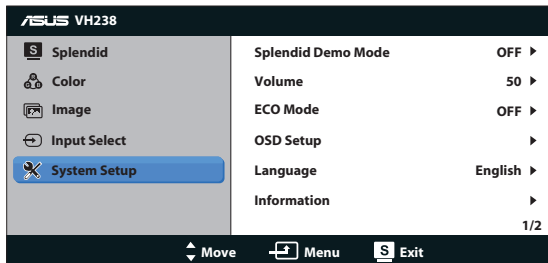 ASUS VH238
S Splendid
Color
Image
Input Select
System Setup
Splendid Demo Mode OFF
Volume 50
ECO Mode OFF
OSD Setup
Language English
Information
1/2
Move Menu S Exit